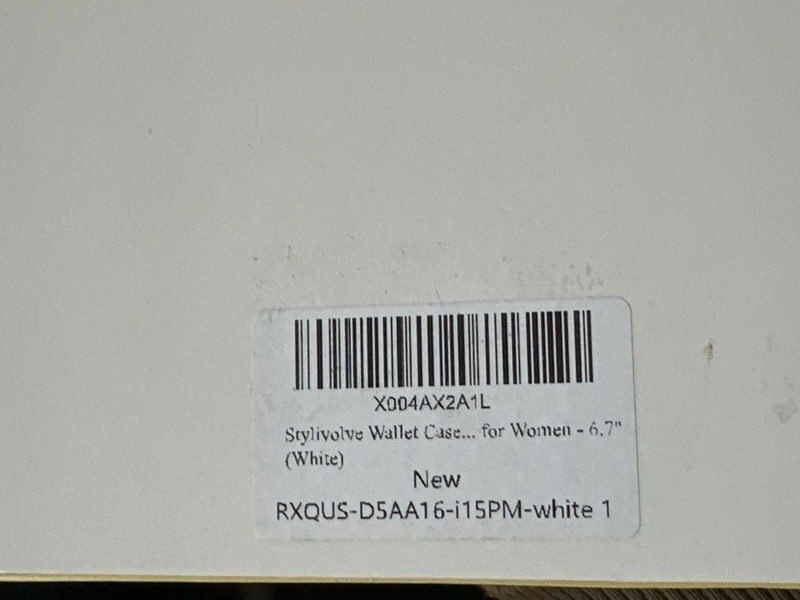 X004AX2A1L
Stylivolve Wallet Case... for Women - 6.7"
(White)
New
RXQUS-D5AA16-i15PM-white 1